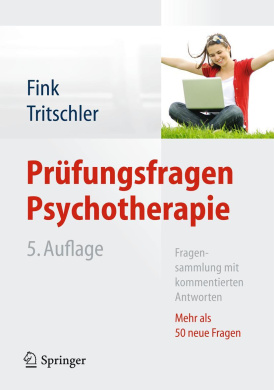 Fink
Tritschler
Prüfungsfragen
Psychotherapie
5. Auflage
Fragen-
sammlung mit
kommentierten
Antworten
Mehr als
50 neue Fragen
Springer